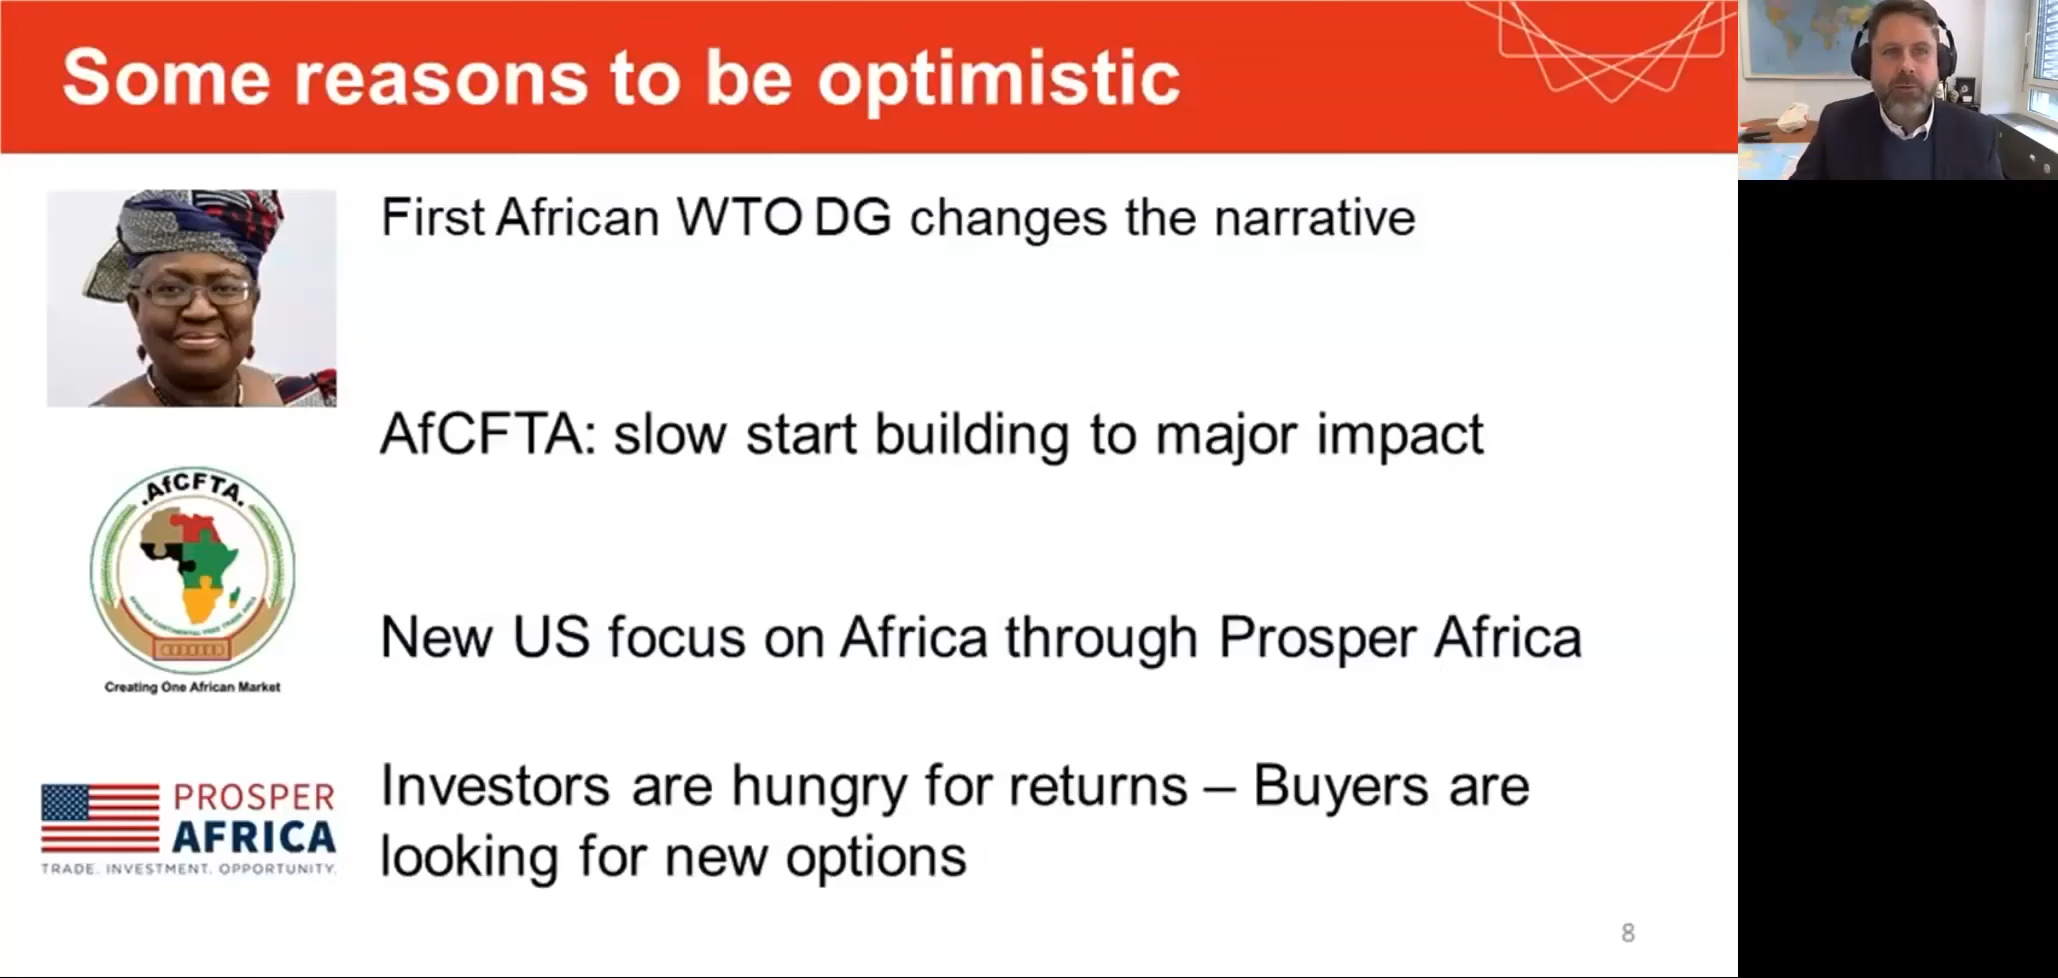 Some reasons to be optimistic
First African WTO DG changes the narrative
AfCFTA: slow start building to major impact
.AfCFTA.
Creating One African Market
New US focus on Africa through Prosper Africa
PROSPER
AFRICA
TRADE. INVESTMENT. OPPORTUNITY.
Investors are hungry for returns – Buyers are
looking for new options
8